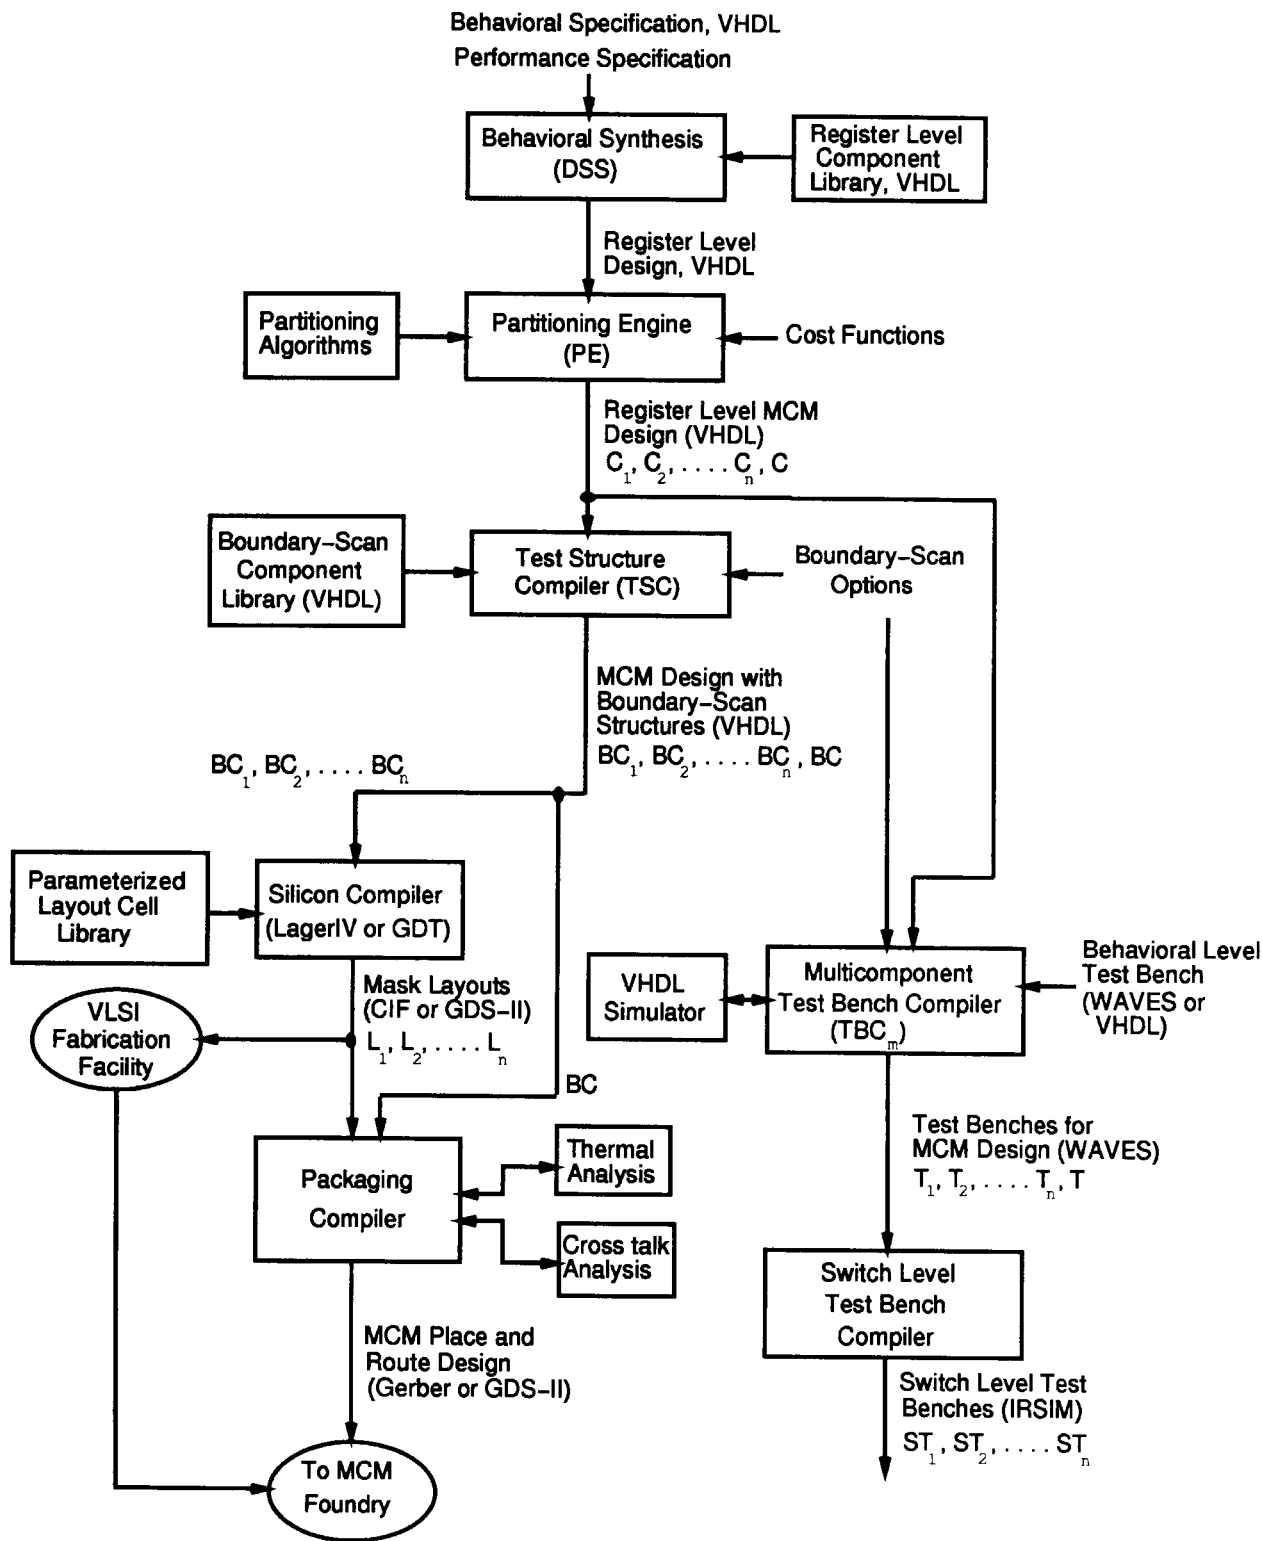 Behavioral Specification, VHDL
Performance Specification
Behavioral Synthesis
(DSS)
Register Level
Component
Library, VHDL
Register Level
Design, VHDL
Partitioning
Algorithms
Partitioning Engine
(PE)
Cost Functions
Register Level MCM
Design (VHDL)
C1, C2, .... Cn, C
Boundary-Scan
Component
Library (VHDL)
Test Structure
Compiler (TSC)
Boundary-Scan
Options
MCM Design with
Boundary-Scan
Structures (VHDL)
BC1, BC2, .... BCn, BC
BC1, BC2, .... BCn
Parameterized
Layout Cell
Library
Silicon Compiler
(LagerIV or GDT)
Mask Layouts
(CIF or GDS-II)
L1, L2, .... Ln
VLSI
Fabrication
Facility
BC
VHDL
Simulator
Multicomponent
Test Bench Compiler
(TBCm)
Behavioral Level
Test Bench
(WAVES or
VHDL)
Packaging
Compiler
Thermal
Analysis
Cross talk
Analysis
Test Benches for
MCM Design (WAVES)
T1, T2, .... Tn, T
Switch Level
Test Bench
Compiler
MCM Place and
Route Design
(Gerber or GDS-II)
Switch Level Test
Benches (IRSIM)
ST1, ST2, .... STn
To MCM
Foundry